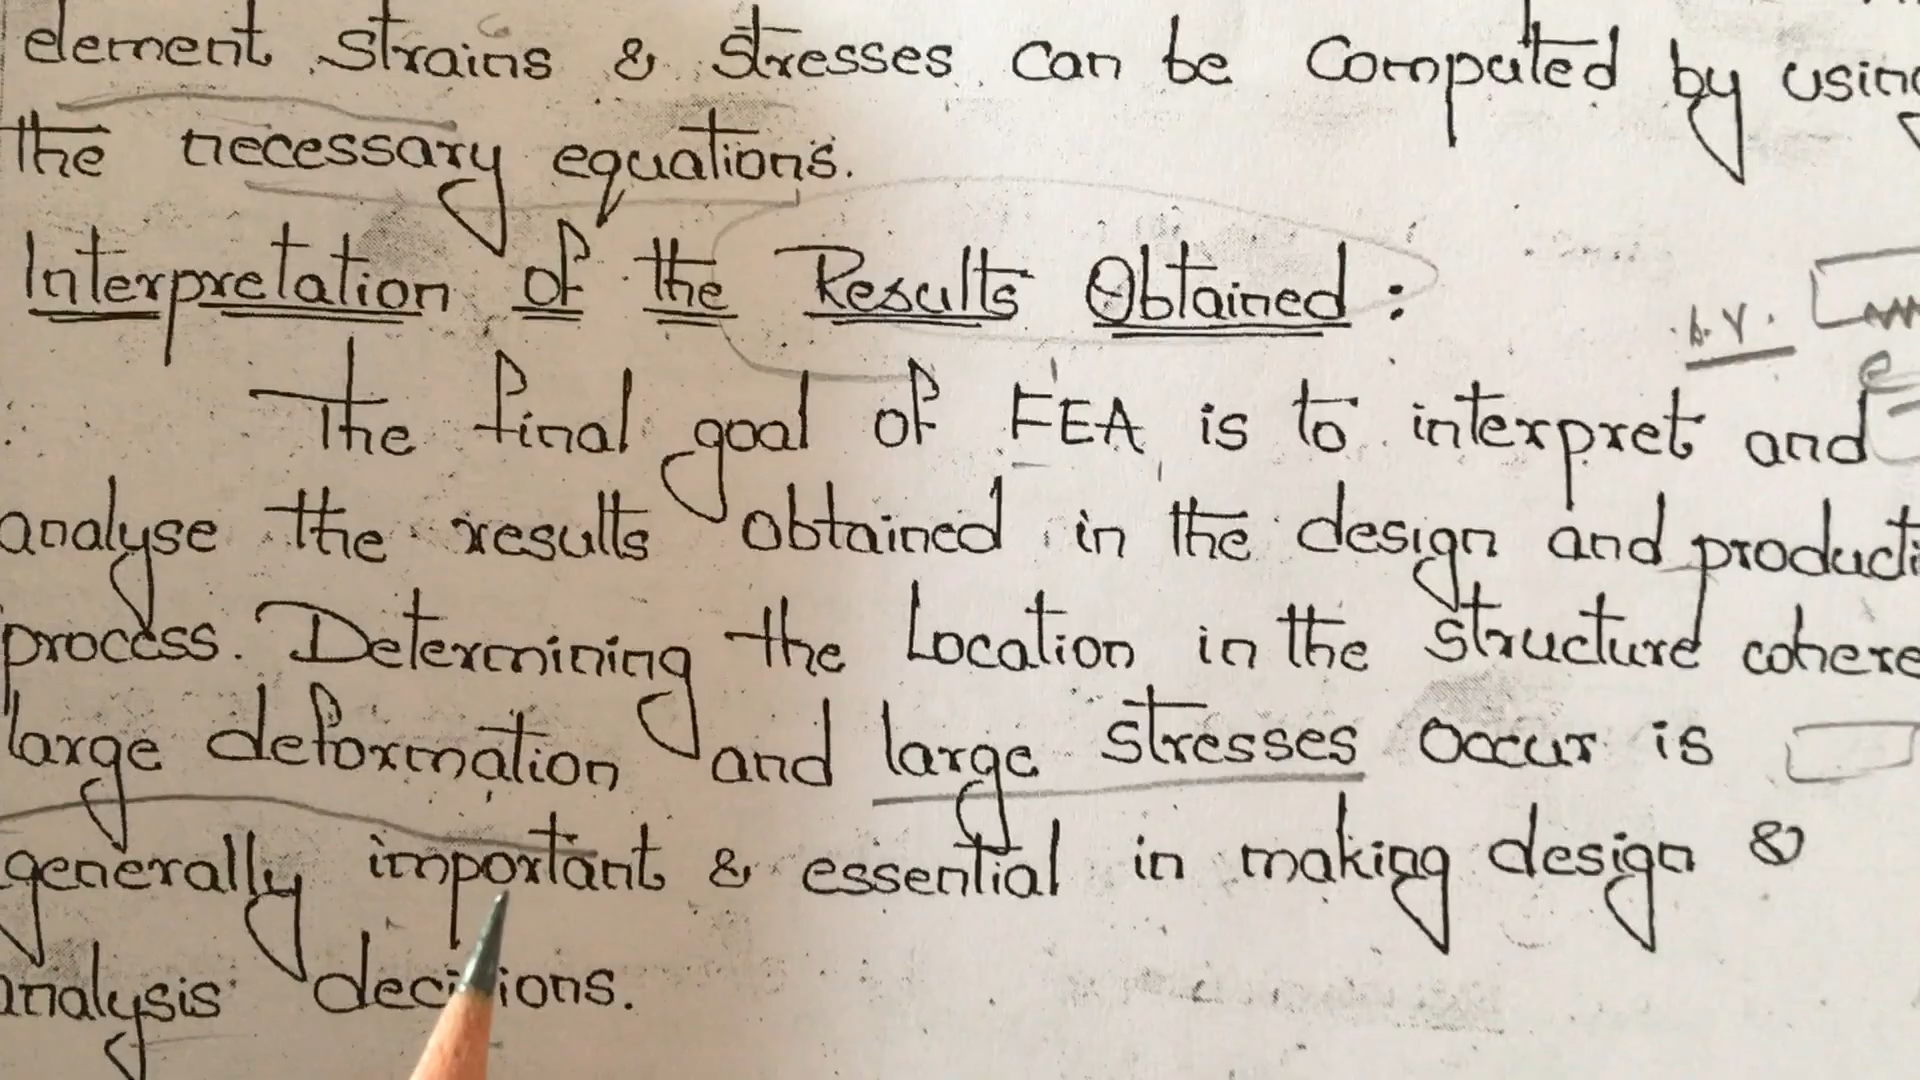 element strains & stresses can be computed by using
the necessary equations.
Interpretation of the Results Obtained :
b.v.
The final goal of FEA is to interpret and
analyse the results obtained in the design and producti
process. Determining the Location in the structure where
large deformation and large stresses occur is
generally important & essential in making design &
analysis decisions.